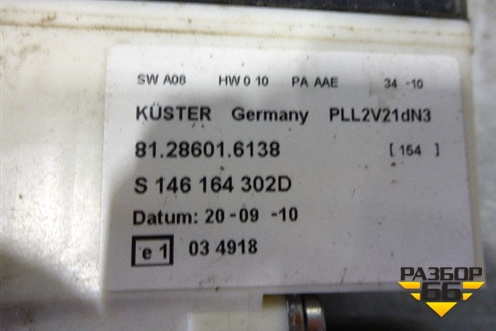 SW A08 HW 0 10 PA AAE 34 -10
KÜSTER Germany PLL2V21dN3
81.28601.6138 [ 154 ]
S 146 164 302D
Datum: 20-09 -10
e 1 03 4918
РАЗБОР
66